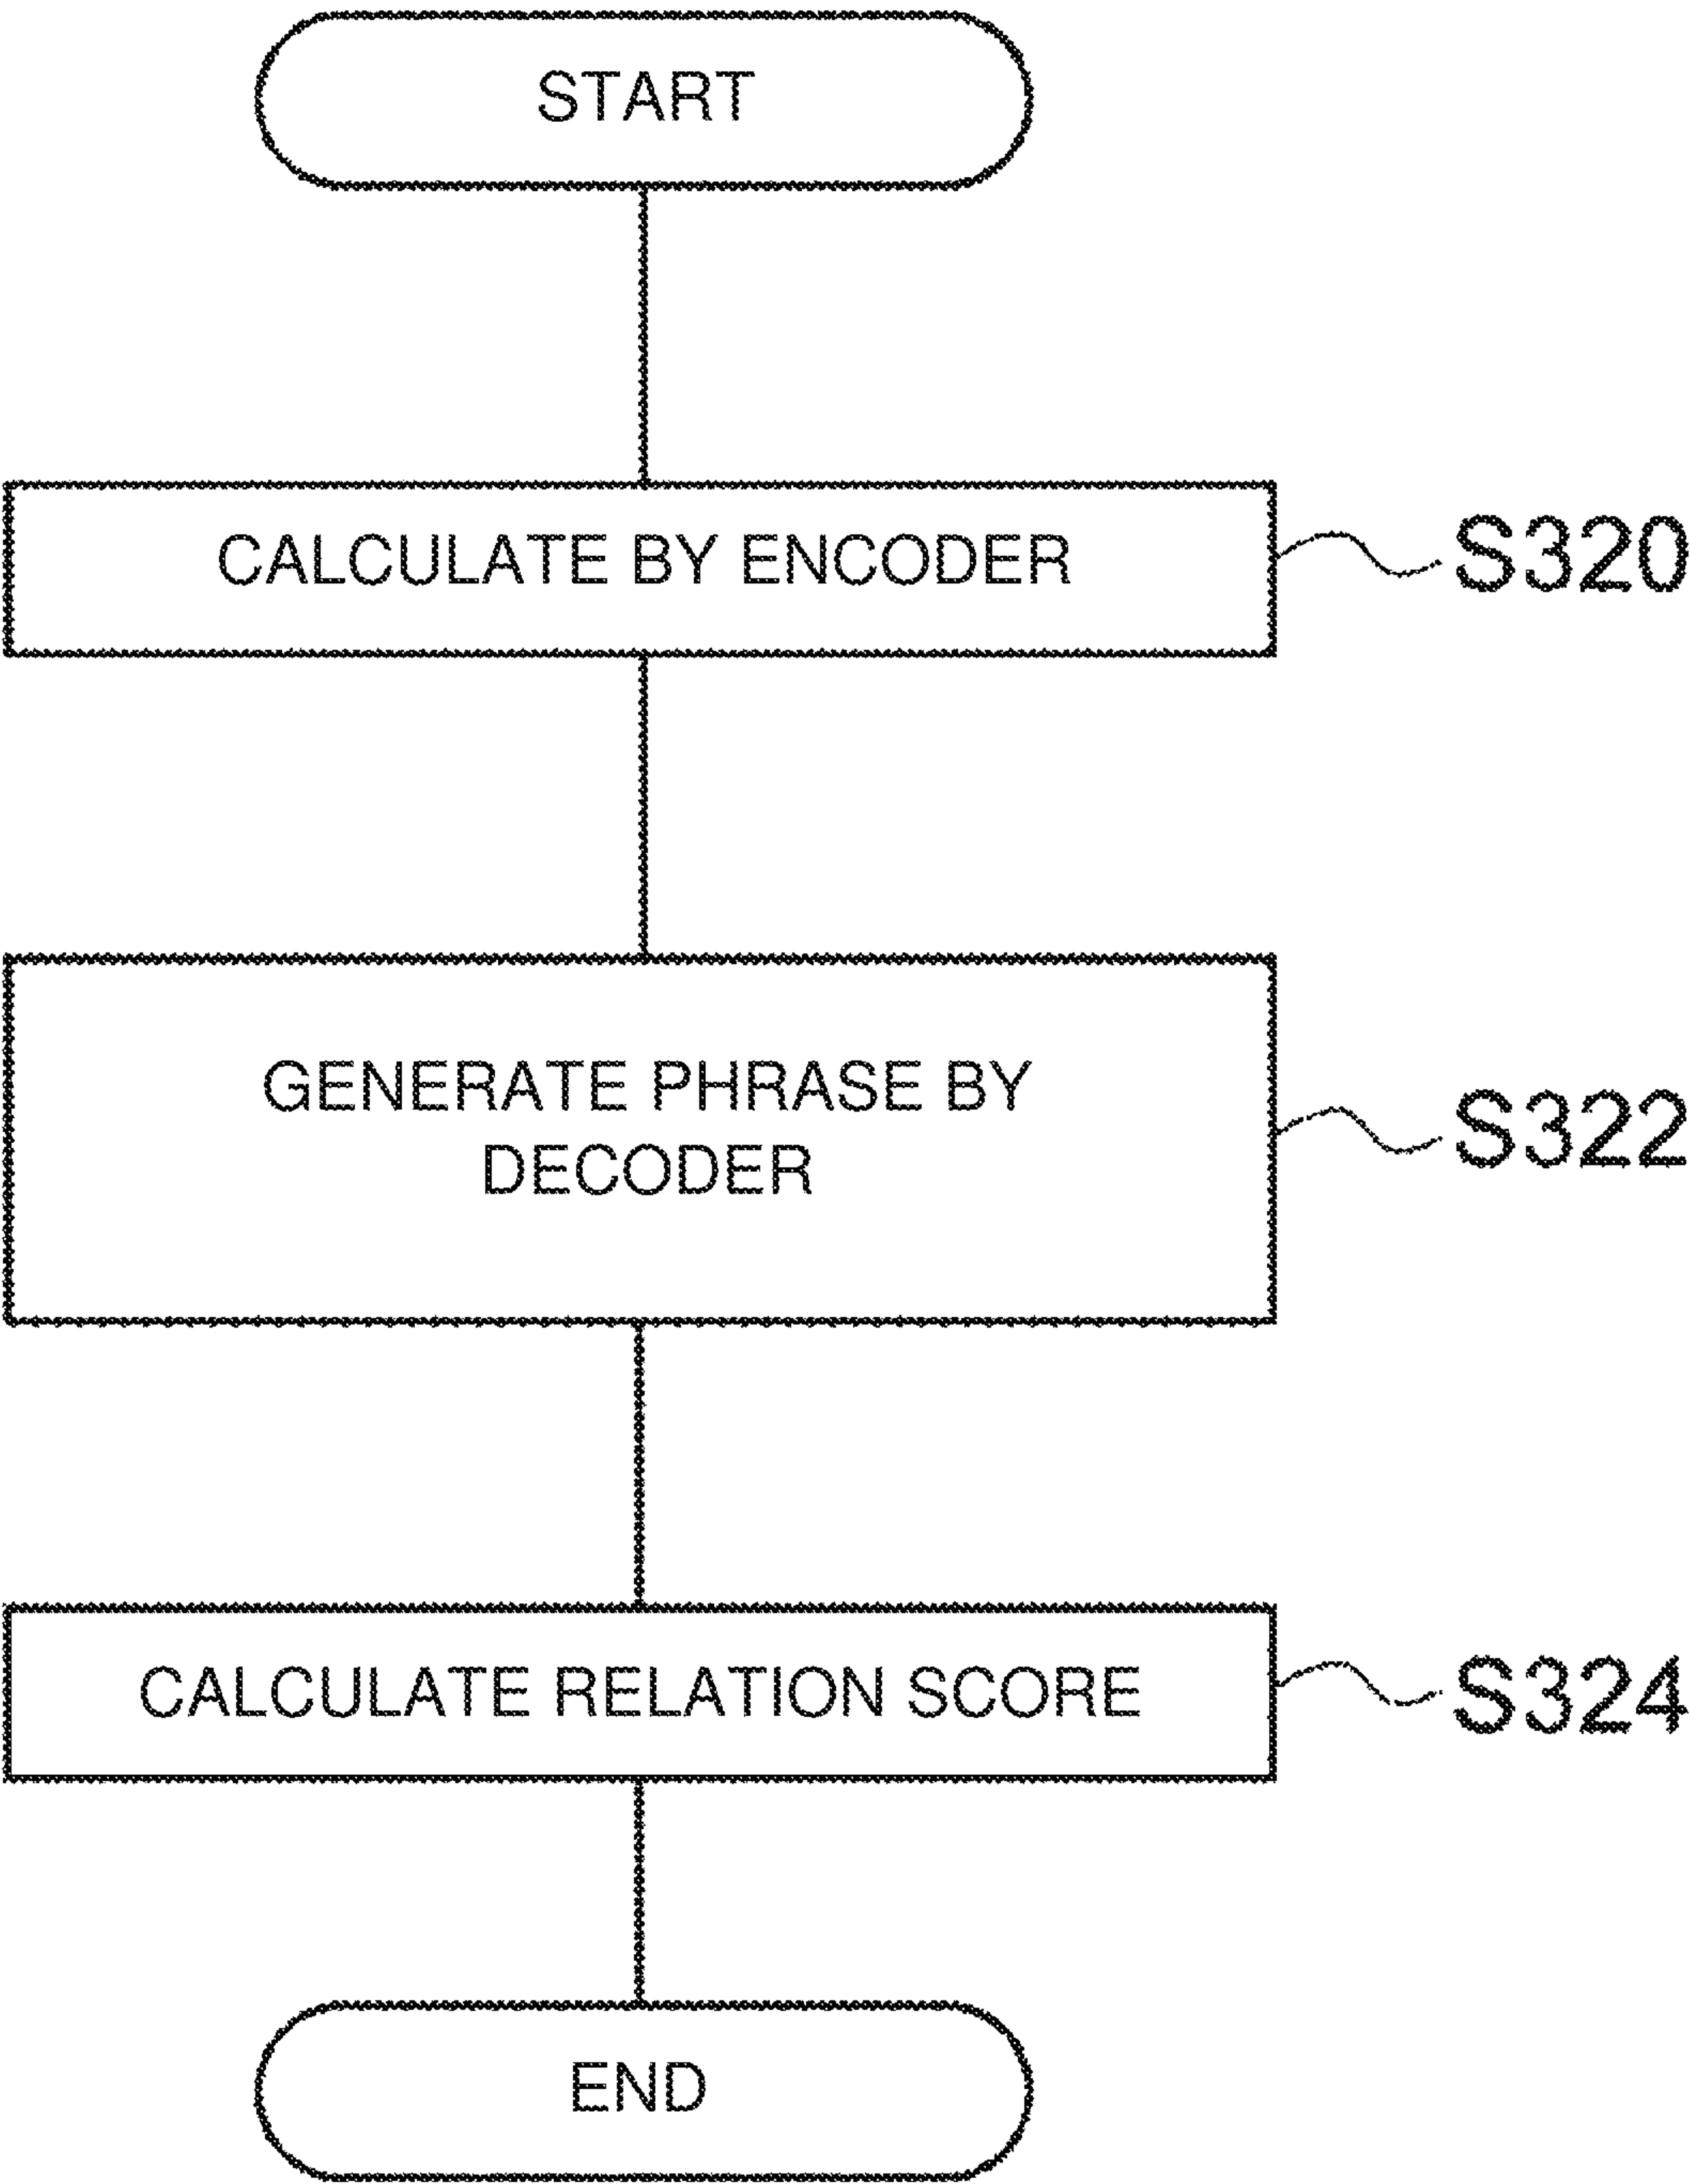 START
CALCULATE BY ENCODER
S320
GENERATE PHRASE BY
DECODER
S322
CALCULATE RELATION SCORE
S324
END